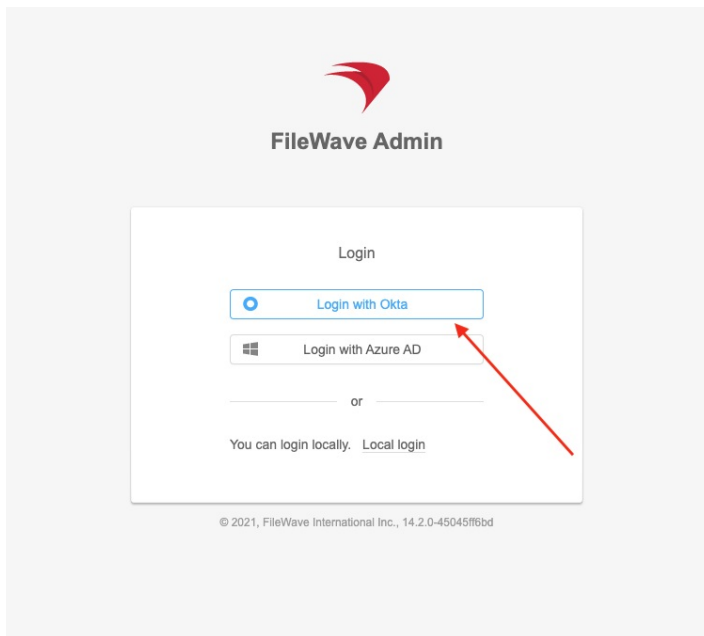 FileWave Admin
Login
Login with Okta
Login with Azure AD
or
You can login locally. Local login
© 2021, FileWave International Inc., 14.2.0-45045ff6bd